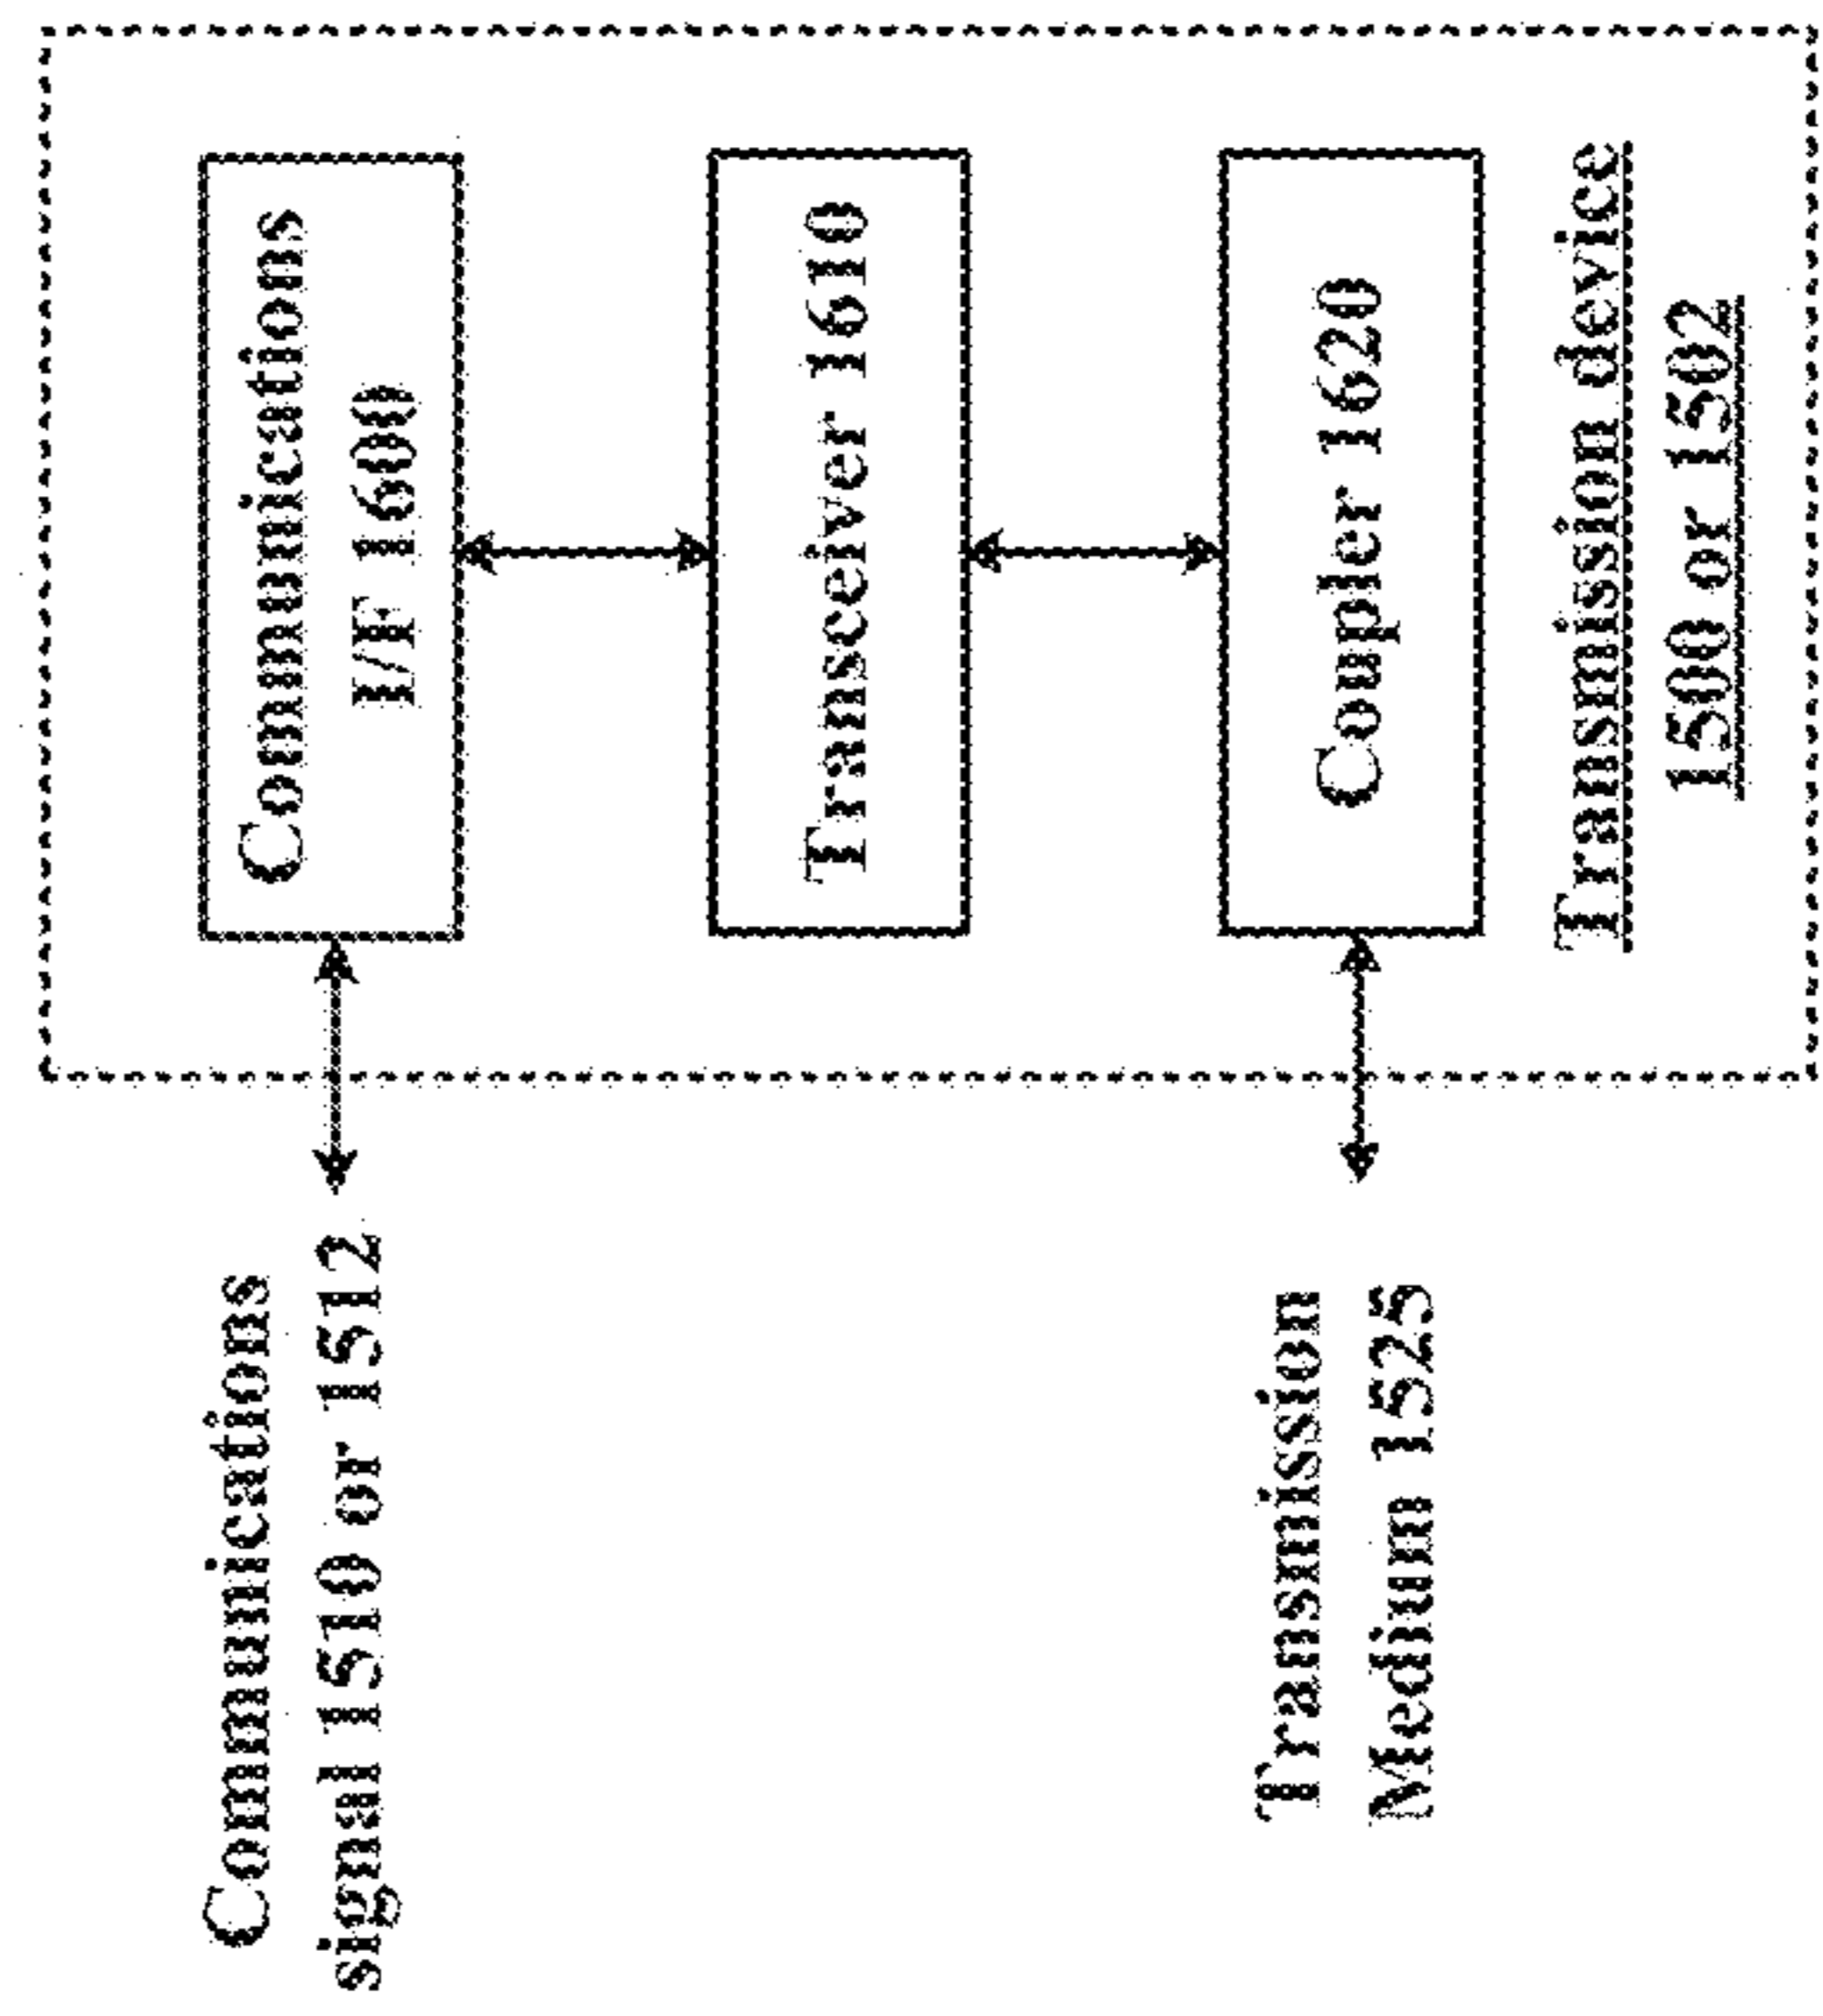 Communications
signal 1510 or 1512
Transmission
Medium 1525
Communications
I/F 1600
Transceiver 1610
Coupler 1620
Transmission device
1500 or 1502